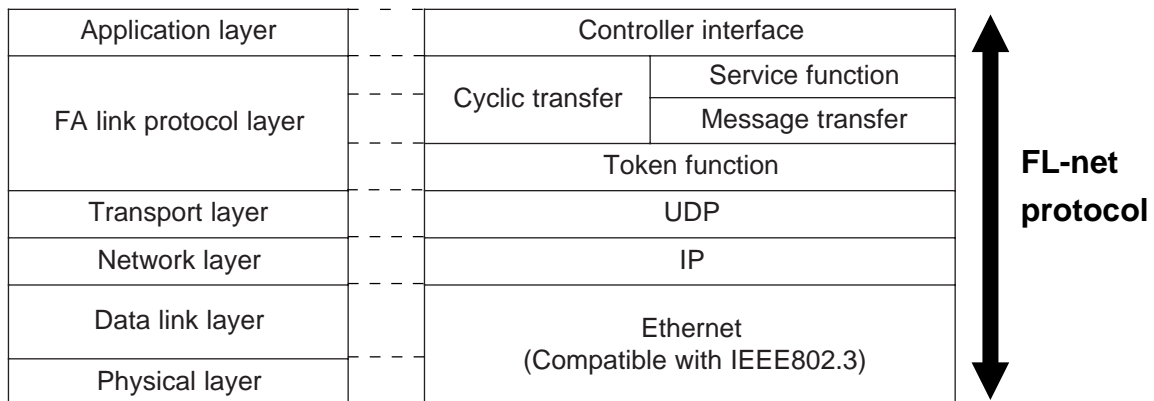 Application layer
Controller interface
FA link protocol layer
Cyclic transfer
Service function
Message transfer
Token function
Transport layer
UDP
Network layer
IP
Data link layer
Physical layer
Ethernet
(Compatible with IEEE802.3)
FL-net
protocol